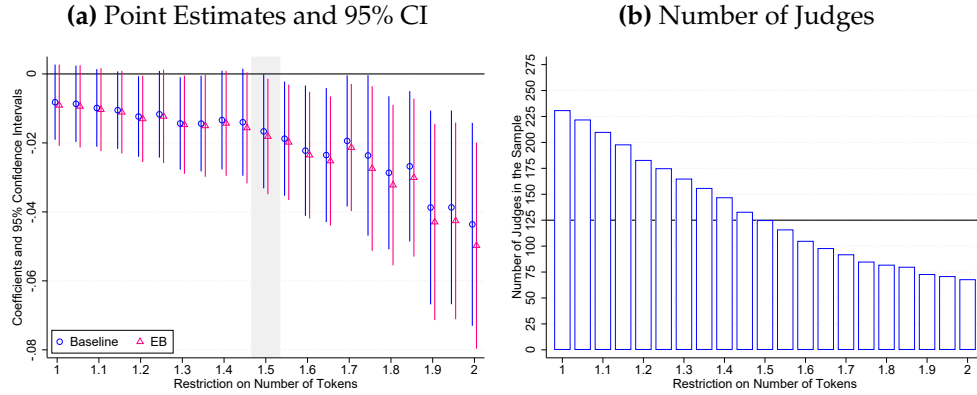 (a) Point Estimates and 95% CI
Coefficients and 95% Confidence Intervals
0
-.02
-.04
-.06
-.08
Baseline EB
1 1.1 1.2 1.3 1.4 1.5 1.6 1.7 1.8 1.9 2
Restriction on Number of Tokens
(b) Number of Judges
Number of Judges in the Sample
275
250
225
200
175
150
125
100
75
50
25
0
1 1.1 1.2 1.3 1.4 1.5 1.6 1.7 1.8 1.9 2
Restriction on Number of Tokens